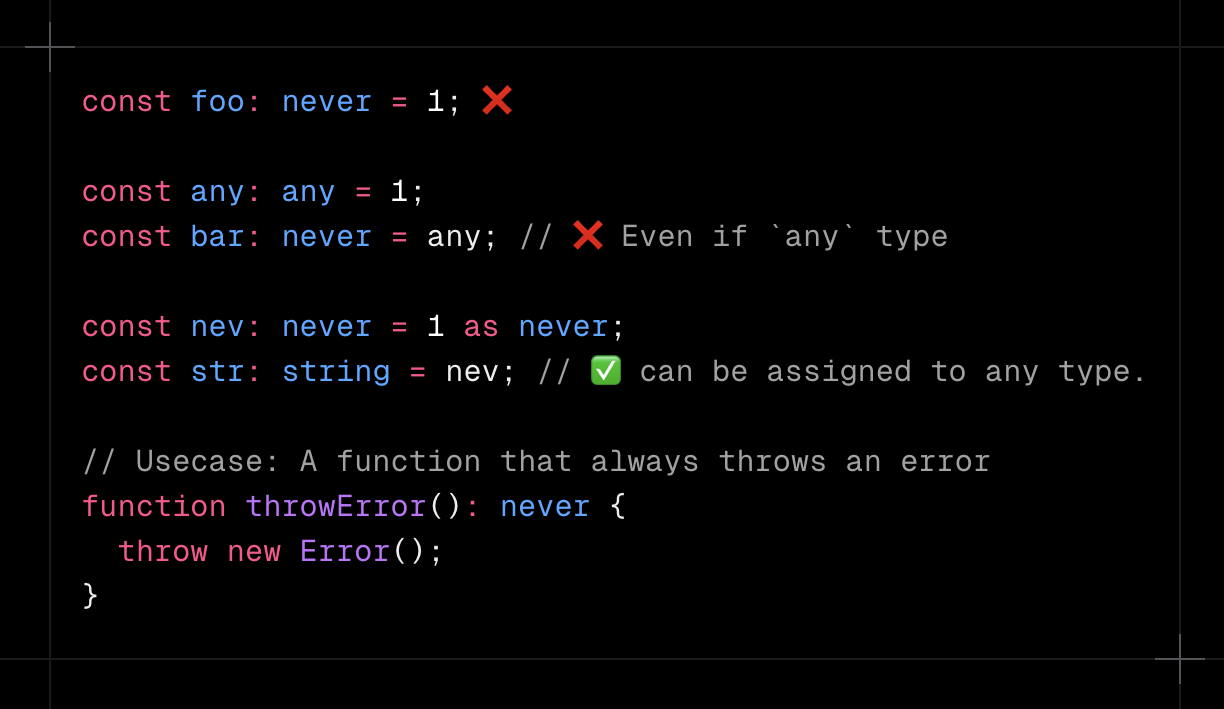 const foo: never = 1; ❌
const any: any = 1;
const bar: never = any; // ❌ Even if `any` type
const nev: never = 1 as never;
const str: string = nev; // ✅ can be assigned to any type.
// Usecase: A function that always throws an error
function throwError(): never {
  throw new Error();
}